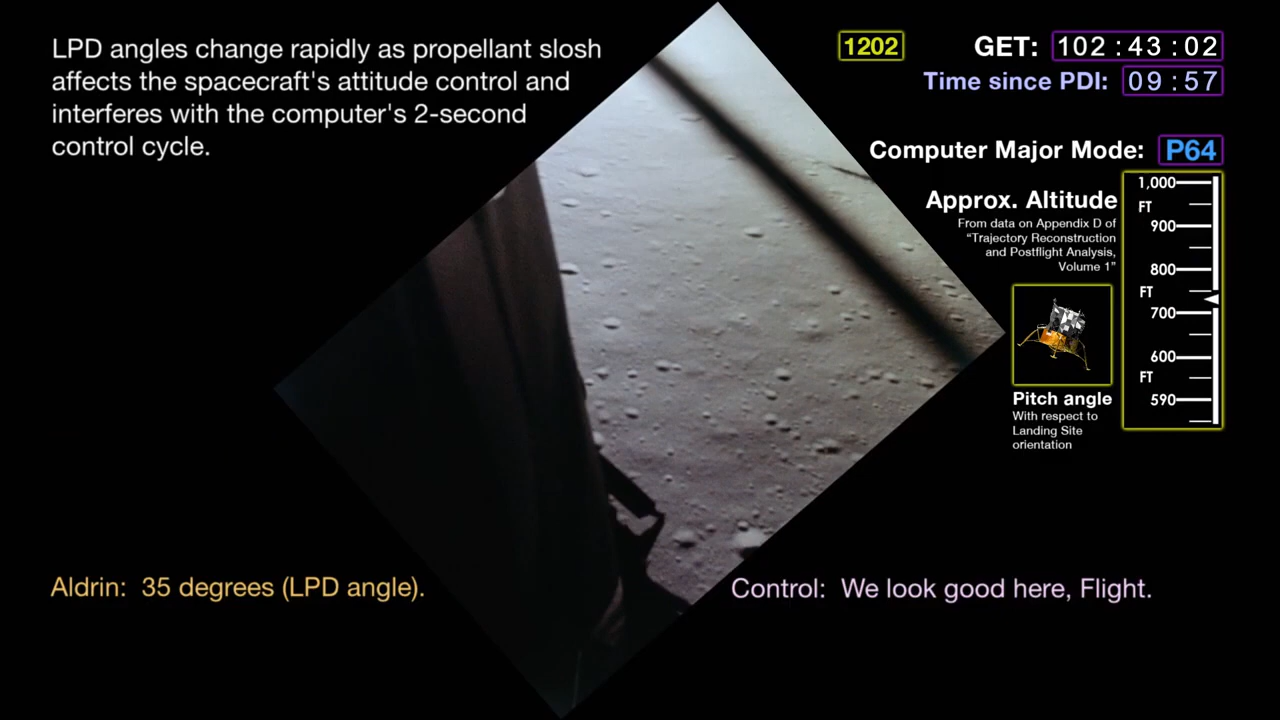 LPD angles change rapidly as propellant slosh
affects the spacecraft's attitude control and
interferes with the computer's 2-second
control cycle.
1202
GET: 102:43:02
Time since PDI: 09:57
Computer Major Mode: P64
Approx. Altitude
From data on Appendix D of
“Trajectory Reconstruction
and Postflight Analysis,
Volume 1”
1,000
FT
900
800
FT
700
600
FT
590
Pitch angle
With respect to
Landing Site
orientation
Aldrin: 35 degrees (LPD angle).
Control: We look good here, Flight.